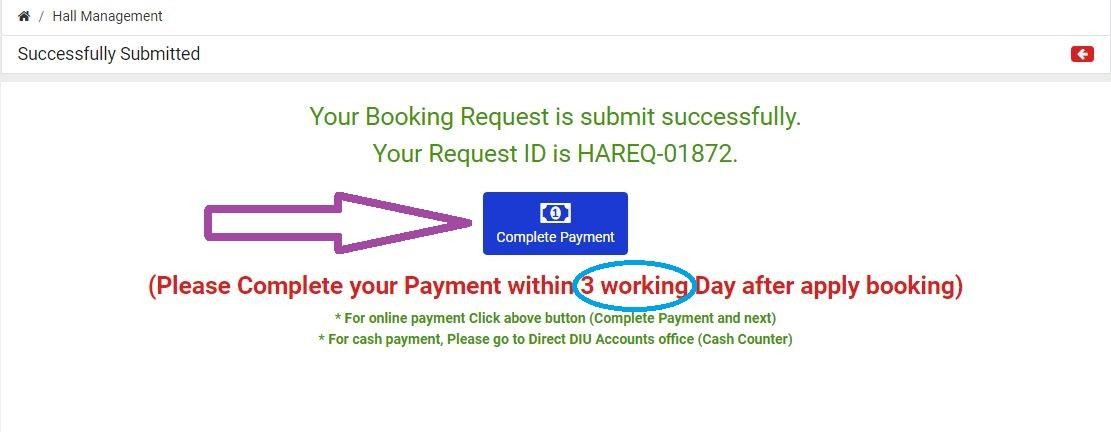 / Hall Management
Successfully Submitted
Your Booking Request is submit successfully.
Your Request ID is HAREQ-01872.
1
Complete Payment
(Please Complete your Payment within 3 working Day after apply booking)
* For online payment Click above button (Complete Payment and next)
* For cash payment, Please go to Direct DIU Accounts office (Cash Counter)